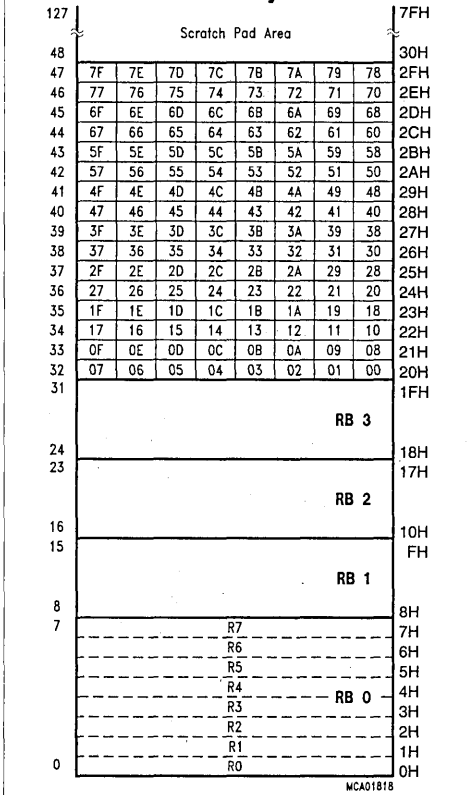 127 7FH
Scratch Pad Area
48 30H
47 7F 7E 7D 7C 7B 7A 79 78 2FH
46 77 76 75 74 73 72 71 70 2EH
45 6F 6E 6D 6C 6B 6A 69 68 2DH
44 67 66 65 64 63 62 61 60 2CH
43 5F 5E 5D 5C 5B 5A 59 58 2BH
42 57 56 55 54 53 52 51 50 2AH
41 4F 4E 4D 4C 4B 4A 49 48 29H
40 47 46 45 44 43 42 41 40 28H
39 3F 3E 3D 3C 3B 3A 39 38 27H
38 37 36 35 34 33 32 31 30 26H
37 2F 2E 2D 2C 2B 2A 29 28 25H
36 27 26 25 24 23 22 21 20 24H
35 1F 1E 1D 1C 1B 1A 19 18 23H
34 17 16 15 14 13 12 11 10 22H
33 0F 0E 0D 0C 0B 0A 09 08 21H
32 07 06 05 04 03 02 01 00 20H
31 1FH
RB 3
24 18H
23 17H
RB 2
16 10H
15 FH
RB 1
8 8H
7 R7 7H
R6 6H
R5 5H
R4 4H
RB 0
R3 3H
R2 2H
R1 1H
0 R0 0H
MCA01818